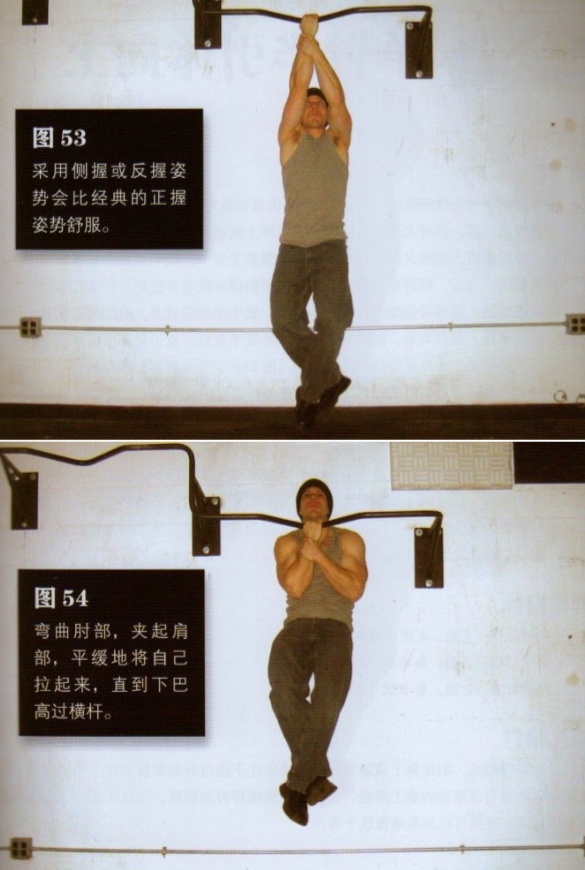 图 53
采用侧握或反握姿
势会比经典的正握
姿势舒服。
图 54
弯曲肘部，夹起肩
部，平缓地将自己
拉起来，直到下巴
高过横杆。